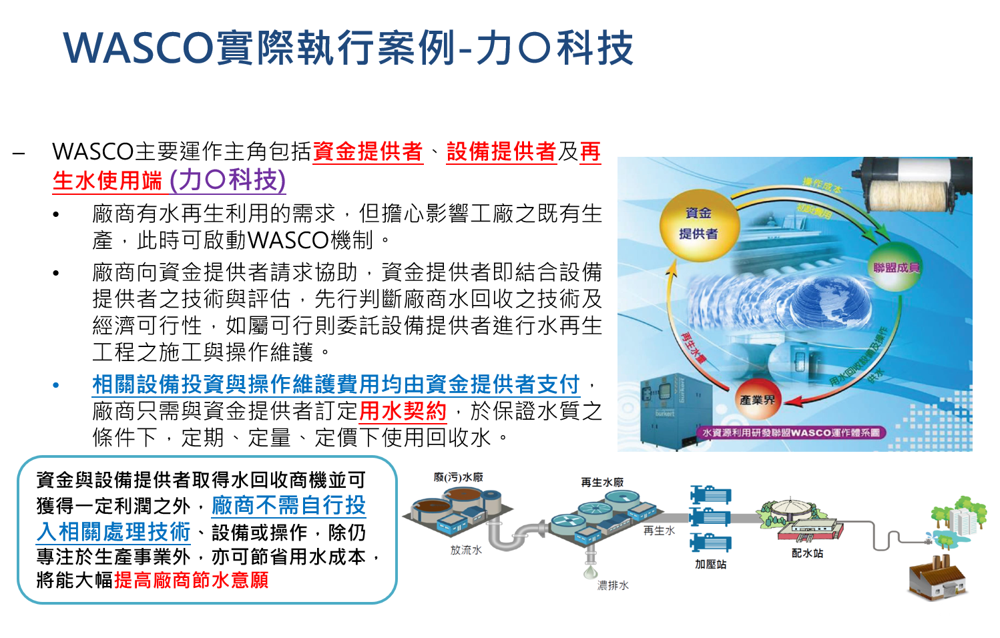 WASCO實際執行案例-力〇科技
– WASCO主要運作主角包括資金提供者、設備提供者及再
生水使用端 (力〇科技)
• 廠商有水再生利用的需求，但擔心影響工廠之既有生
產，此時可啟動WASCO機制。
• 廠商向資金提供者請求協助，資金提供者即結合設備
提供者之技術與評估，先行判斷廠商水回收之技術及
經濟可行性，如屬可行則委託設備提供者進行水再生
工程之施工與操作維護。
• 相關設備投資與操作維護費用均由資金提供者支付，
廠商只需與資金提供者訂定用水契約，於保證水質之
條件下，定期、定量、定價下使用回收水。
資金與設備提供者取得水回收商機並可
獲得一定利潤之外，廠商不需自行投
入相關處理技術、設備或操作，除仍
專注於生產事業外，亦可節省用水成本，
將能大幅提高廠商節水意願
操作成本
初設費用
資金
提供者
聯盟成員
再生水量
用水回收設備及操作
供水
產業界
burkert
水資源利用研發聯盟WASCO運作體系圖
廢(污)水廠
再生水廠
放流水
再生水
濃排水
加壓站
配水站